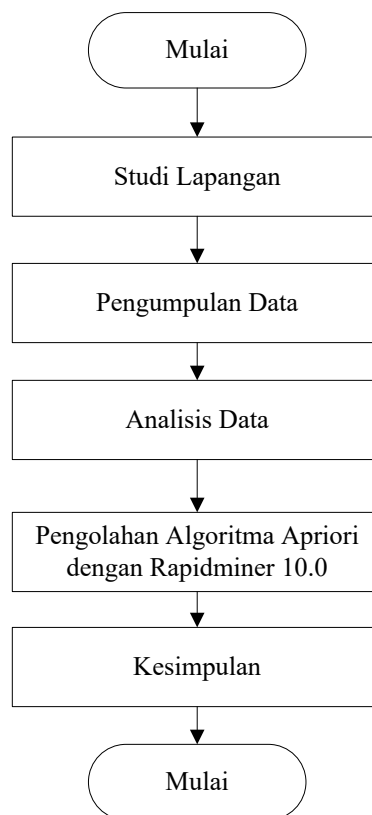 Mulai
Studi Lapangan
Pengumpulan Data
Analisis Data
Pengolahan Algoritma Apriori
dengan Rapidminer 10.0
Kesimpulan
Mulai